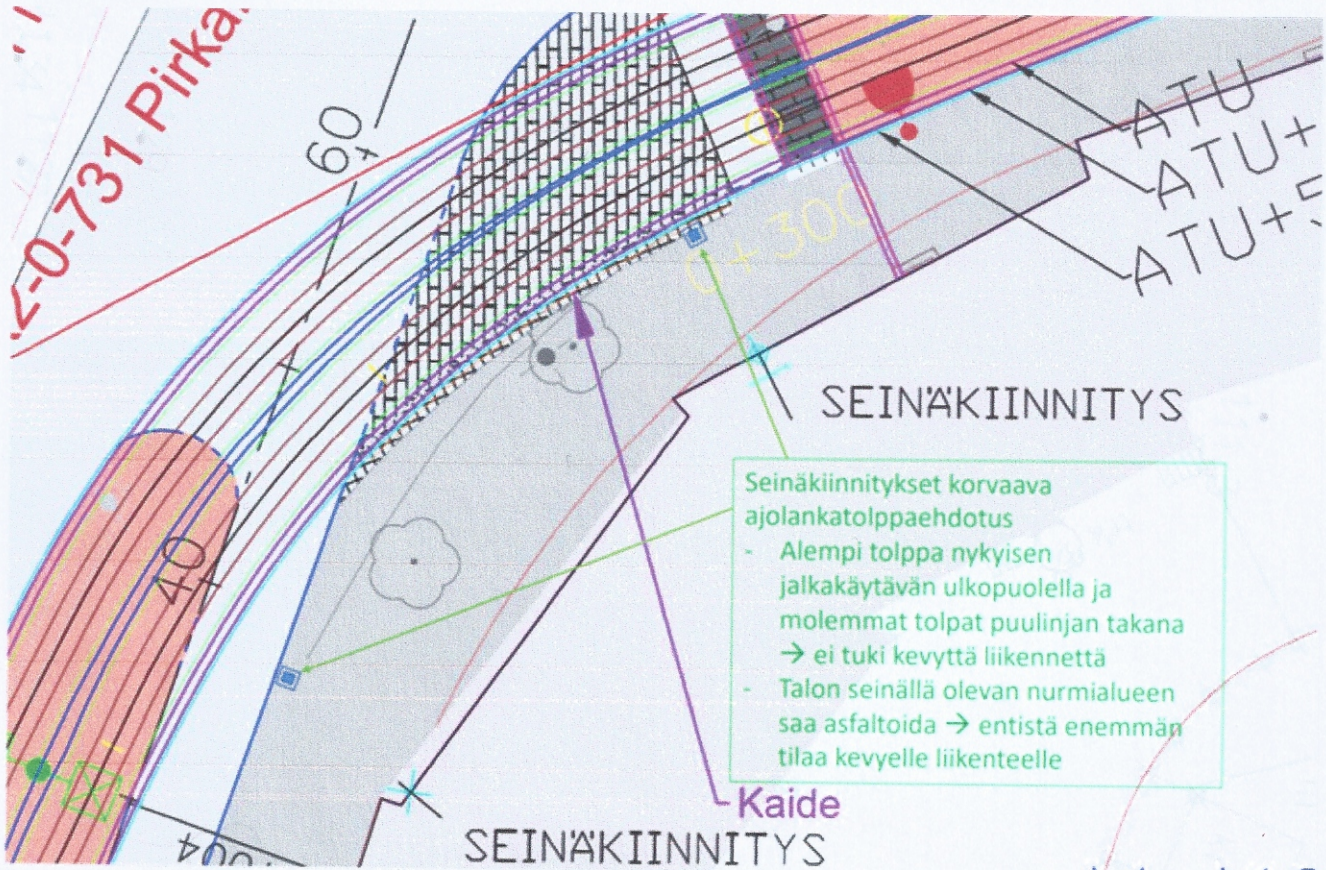 2-0-731 Pirka
60
ATU
ATU+
ATU+5
0+300
SEINÄKIINNITYS
Seinäkiinnitykset korvaava
ajolankatolppaehdotus
- Alempi tolppa nykyisen
jalkakäytävän ulkopuolella ja
molemmat tolpat puulinjan takana
→ ei tuki kevyttä liikennettä
- Talon seinällä olevan nurmialueen
saa asfaltoida → entistä enemmän
tilaa kevyelle liikenteelle
40
Kaide
SEINÄKIINNITYS